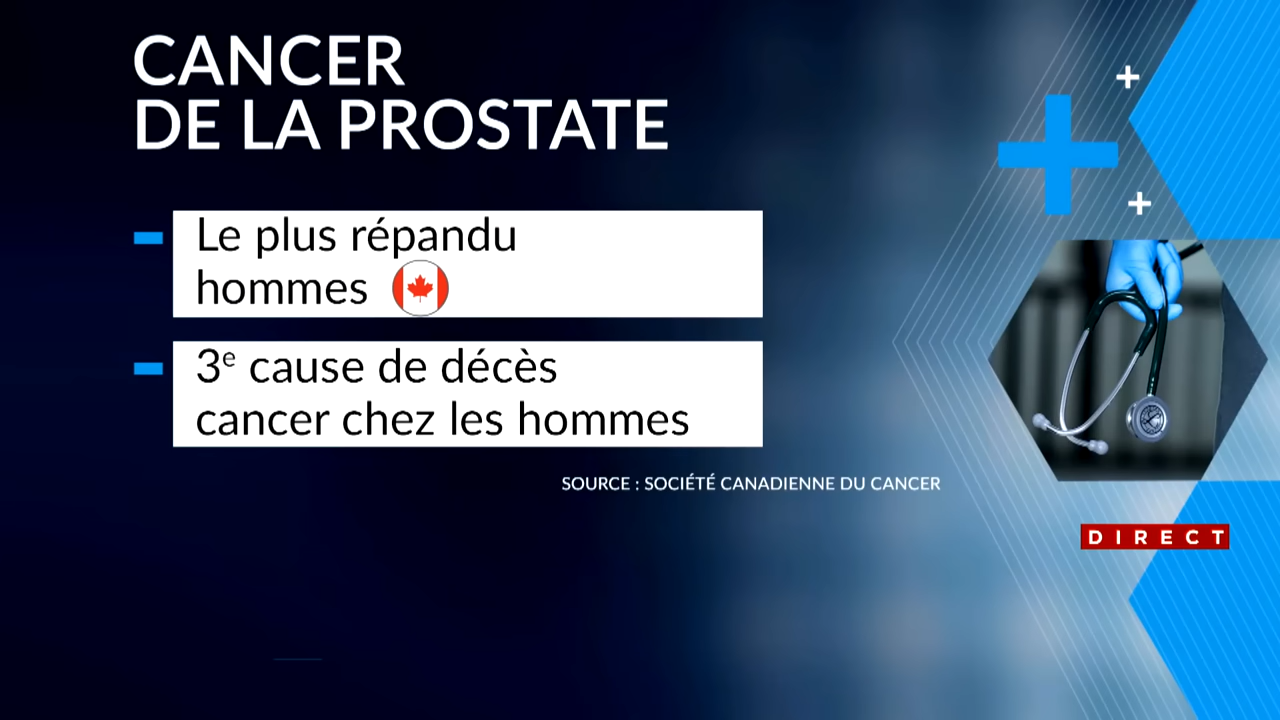 CANCER
DE LA PROSTATE
Le plus répandu
hommes
3e cause de décès
cancer chez les hommes
SOURCE : SOCIÉTÉ CANADIENNE DU CANCER
DIRECT